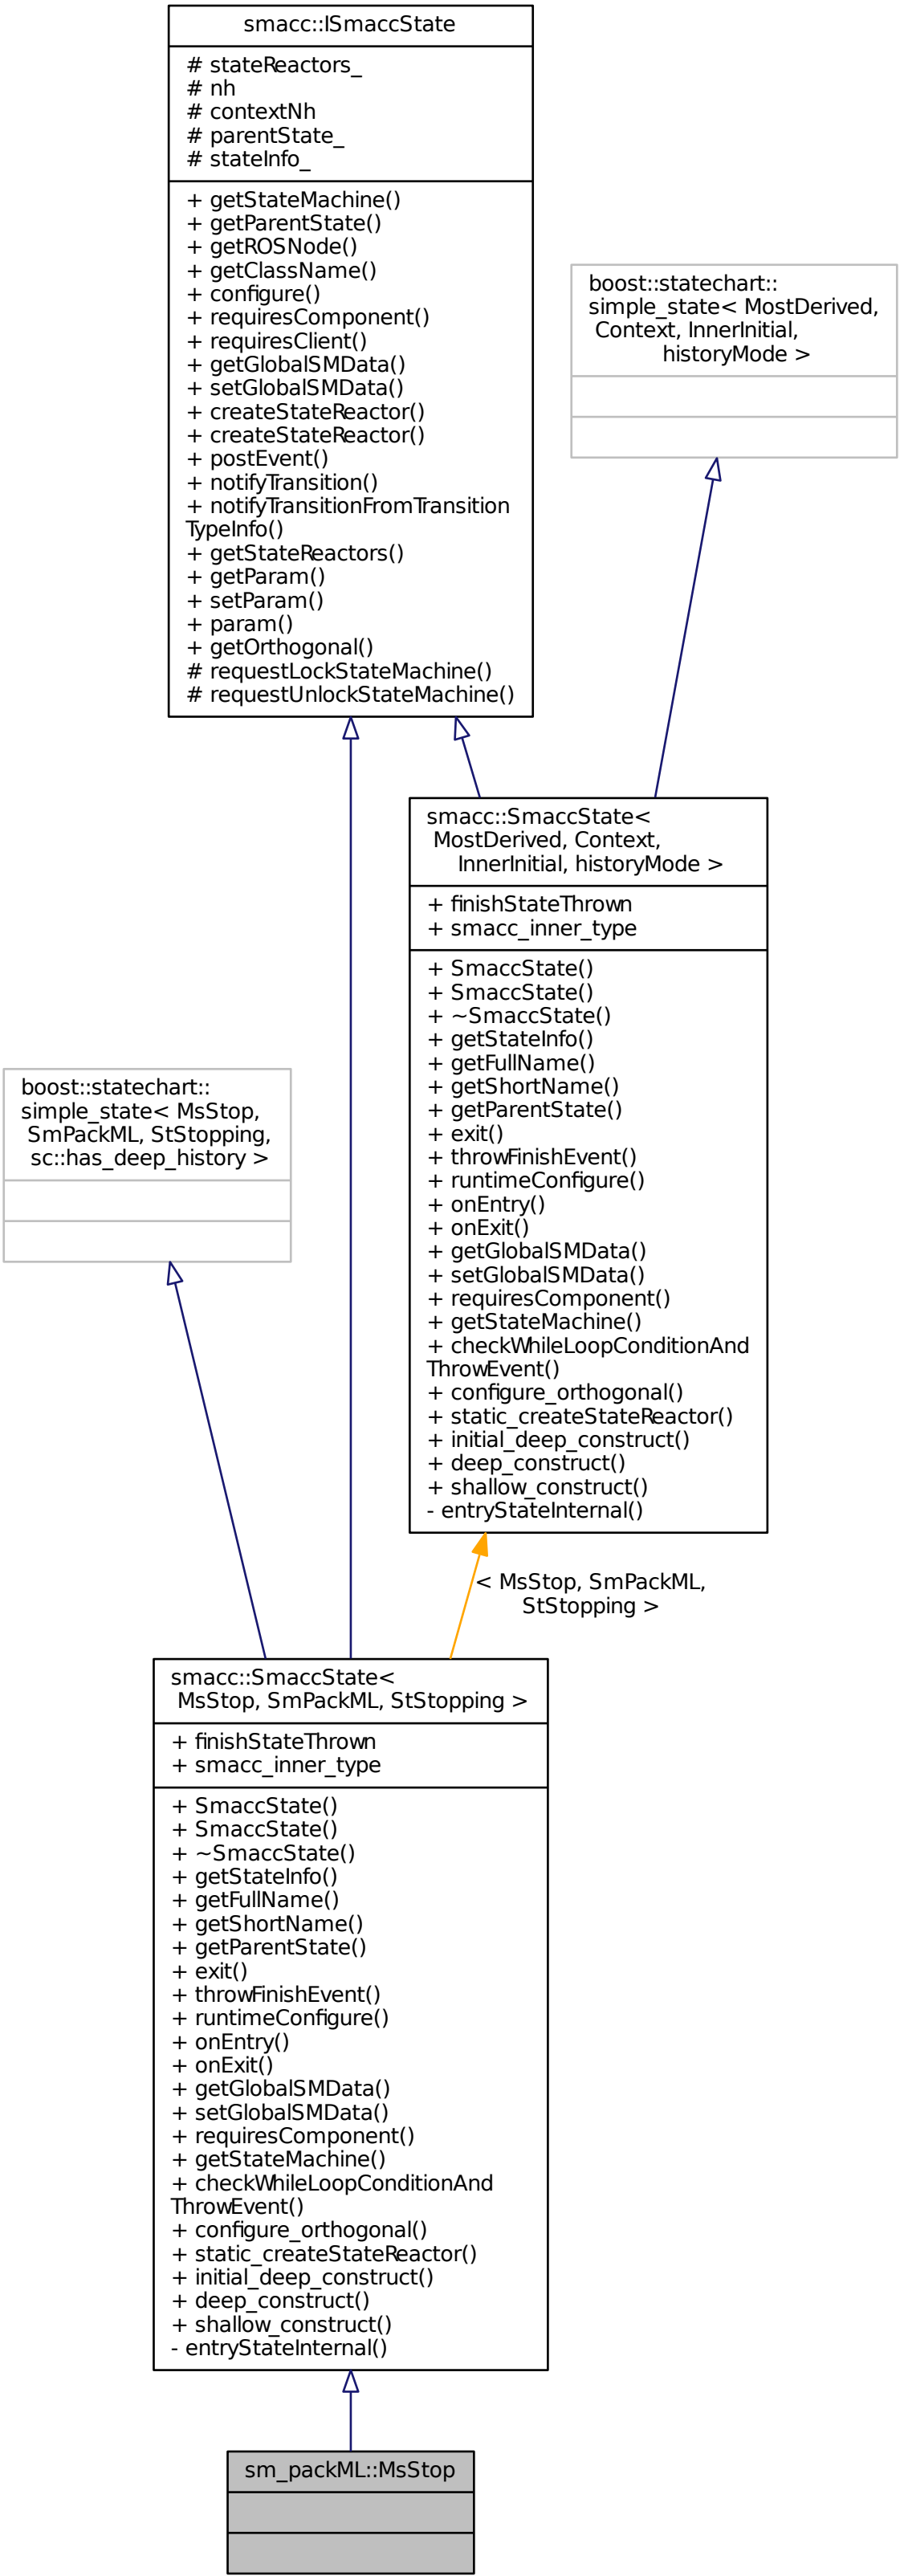 smacc::ISmaccState
# stateReactors_
# nh
# contextNh
# parentState_
# stateInfo_
+ getStateMachine()
+ getParentState()
+ getROSNode()
+ getClassName()
+ configure()
+ requiresComponent()
+ requiresClient()
+ getGlobalSMData()
+ setGlobalSMData()
+ createStateReactor()
+ createStateReactor()
+ postEvent()
+ notifyTransition()
+ notifyTransitionFromTransition
TypeInfo()
+ getStateReactors()
+ getParam()
+ setParam()
+ param()
+ getOrthogonal()
# requestLockStateMachine()
# requestUnlockStateMachine()
boost::statechart::
simple_state< MostDerived,
Context, InnerInitial,
historyMode >
smacc::SmaccState<
MostDerived, Context,
InnerInitial, historyMode >
+ finishStateThrown
+ smacc_inner_type
+ SmaccState()
+ SmaccState()
+ ~SmaccState()
+ getStateInfo()
+ getFullName()
+ getShortName()
+ getParentState()
+ exit()
+ throwFinishEvent()
+ runtimeConfigure()
+ onEntry()
+ onExit()
+ getGlobalSMData()
+ setGlobalSMData()
+ requiresComponent()
+ getStateMachine()
+ checkWhileLoopConditionAnd
ThrowEvent()
+ configure_orthogonal()
+ static_createStateReactor()
+ initial_deep_construct()
+ deep_construct()
+ shallow_construct()
- entryStateInternal()
boost::statechart::
simple_state< MsStop,
SmPackML, StStopping,
sc::has_deep_history >
< MsStop, SmPackML,
StStopping >
smacc::SmaccState<
MsStop, SmPackML, StStopping >
+ finishStateThrown
+ smacc_inner_type
+ SmaccState()
+ SmaccState()
+ ~SmaccState()
+ getStateInfo()
+ getFullName()
+ getShortName()
+ getParentState()
+ exit()
+ throwFinishEvent()
+ runtimeConfigure()
+ onEntry()
+ onExit()
+ getGlobalSMData()
+ setGlobalSMData()
+ requiresComponent()
+ getStateMachine()
+ checkWhileLoopConditionAnd
ThrowEvent()
+ configure_orthogonal()
+ static_createStateReactor()
+ initial_deep_construct()
+ deep_construct()
+ shallow_construct()
- entryStateInternal()
sm_packML::MsStop